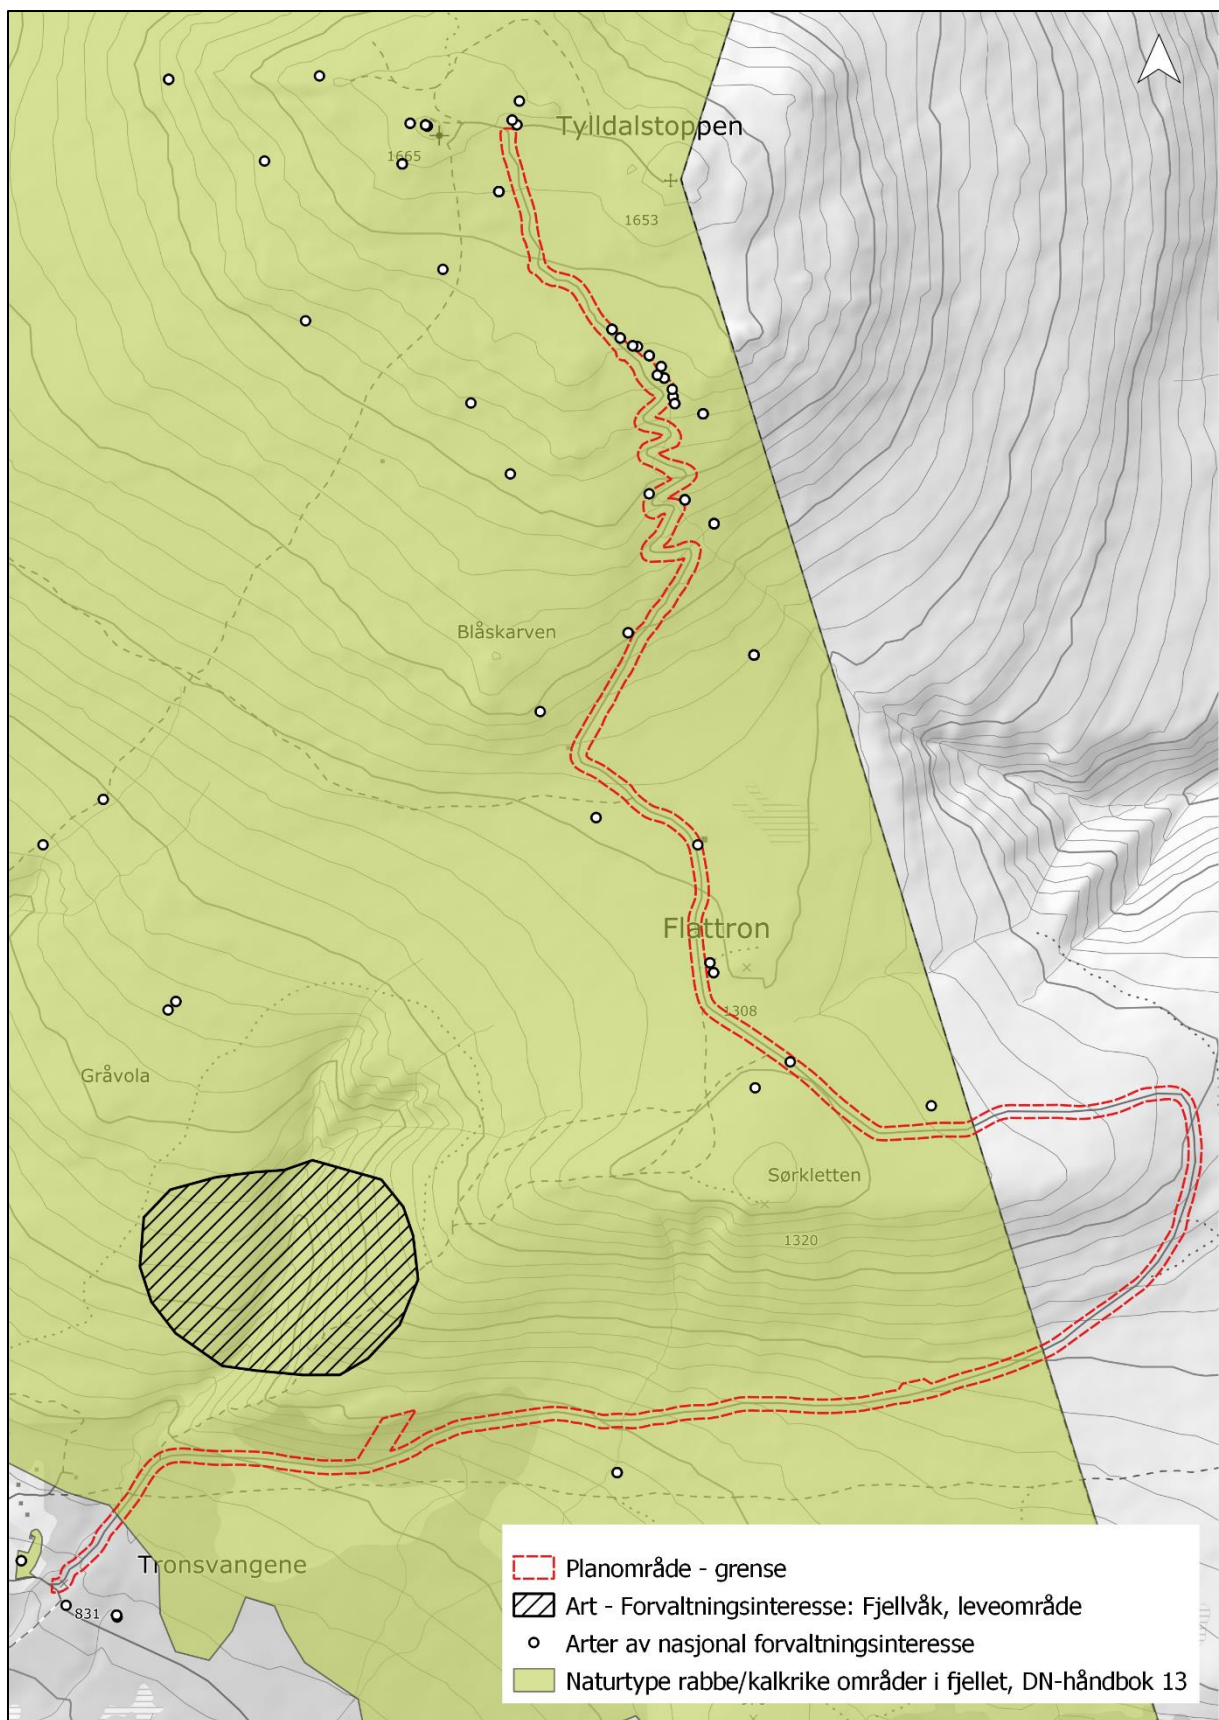 Tylldalstoppen
1665
1653
Blåskarven
Flattron
1308
Gråvola
Sørkletten
1320
Tronsvangene
831
Planområde - grense
Art - Forvaltningsinteresse: Fjellvåk, leveområde
Arter av nasjonal forvaltningsinteresse
Naturtype rabbe/kalkrike områder i fjellet, DN-håndbok 13